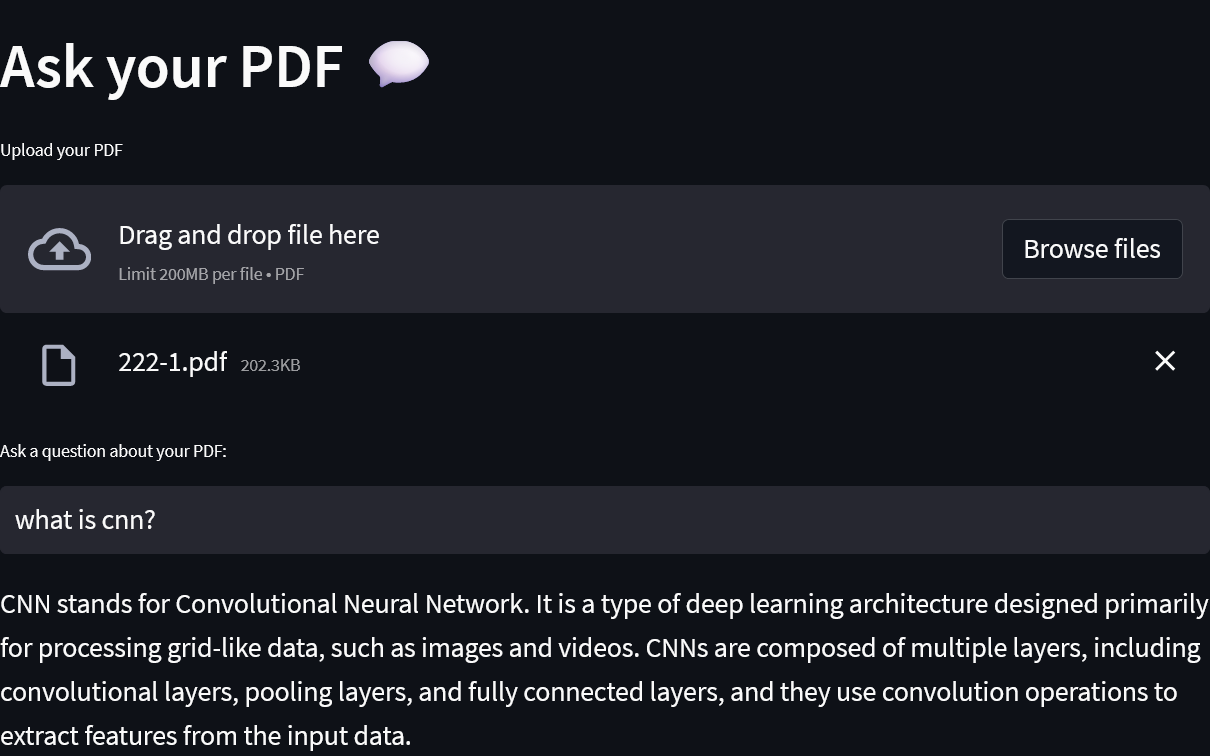 Ask your PDF
Upload your PDF
Drag and drop file here
Limit 200MB per file • PDF
Browse files
222-1.pdf 202.3KB
Ask a question about your PDF:
what is cnn?
CNN stands for Convolutional Neural Network. It is a type of deep learning architecture designed primarily
for processing grid-like data, such as images and videos. CNNs are composed of multiple layers, including
convolutional layers, pooling layers, and fully connected layers, and they use convolution operations to
extract features from the input data.